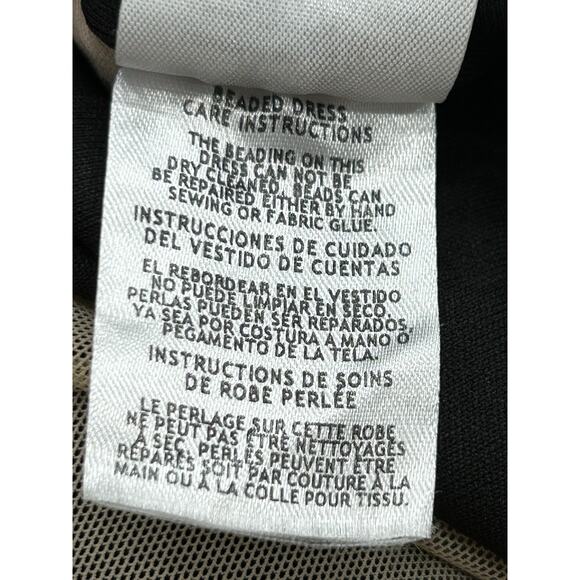 BEADED DRESS
CARE INSTRUCTIONS
THE BEADING ON THIS
DRESS CAN NOT BE
DRY CLEANED. BEADS CAN
BE REPAIRED EITHER BY HAND
SEWING OR FABRIC GLUE.
INSTRUCCIONES DE CUIDADO
DEL VESTIDO DE CUENTAS
EL REBORDEAR EN EL VESTIDO
NO PUEDE LIMPIAR EN SECO.
PERLAS PUEDEN SER REPARADOS,
YA SEA POR COSTURA A MANO O
PEGAMENTO DE LA TELA.
INSTRUCTIONS DE SOINS
DE ROBE PERLÉE
LE PERLAGE SUR CETTE ROBE
NE PEUT PAS ÊTRE NETTOYAGES
À SEC, PERLES PEUVENT ÊTRE
RÉPARÉS SOIT PAR COUTURE À LA
MAIN OU À LA COLLE POUR TISSU.